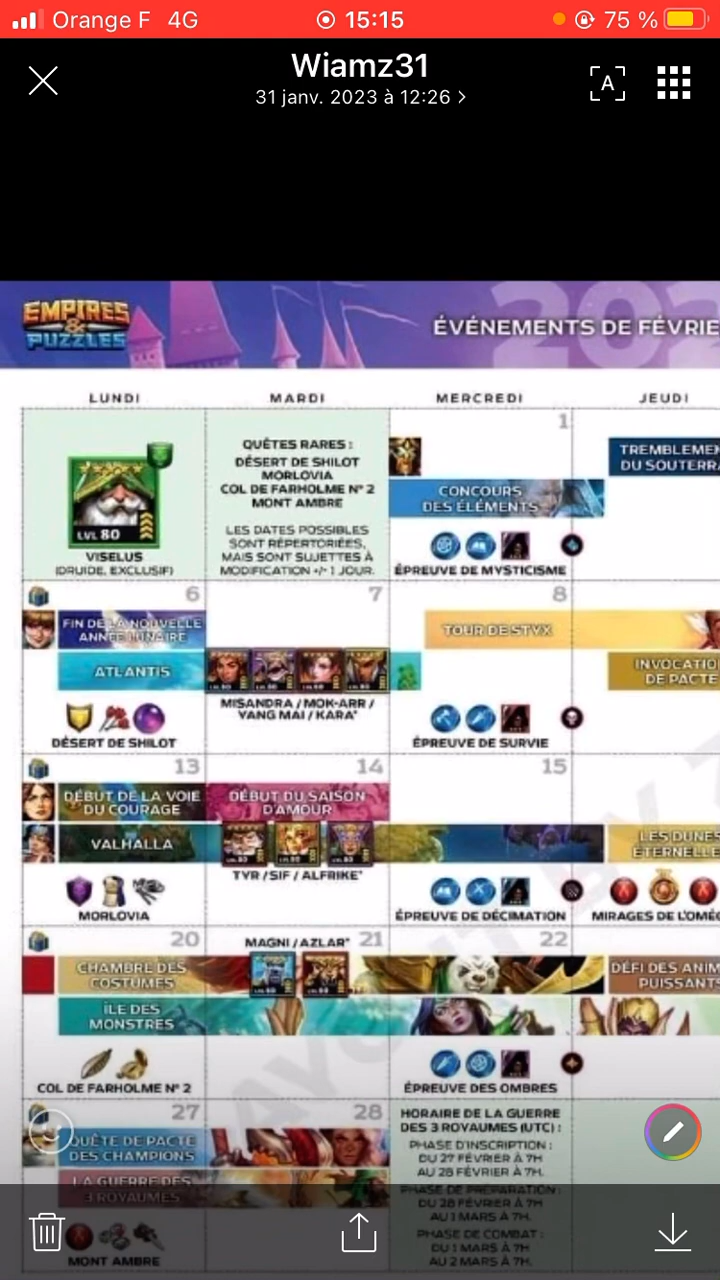 Orange F 4G 15:15 75 %
Wiamz31
31 janv. 2023 à 12:26 >
A
EMPIRES
&
PUZZLES
ÉVÉNEMENTS DE FÉVRIE
202
LUNDI MARDI MERCREDI JEUDI
LVL 80
VISELUS
(DRUIDE, EXCLUSIF)
QUÊTES RARES :
DÉSERT DE SHILOT
MORLOVIA
COL DE FARHOLME N° 2
MONT AMBRE
LES DATES POSSIBLES
SONT RÉPERTORIÉES,
MAIS SONT SUJETTES À
MODIFICATION +/- 1 JOUR.
1
CONCOURS
DES ÉLÉMENTS
ÉPREUVE DE MYSTICISME
TREMBLEMEN
DU SOUTERRA
6
FIN DE LA NOUVELLE
ANNÉE LUNAIRE
ATLANTIS
DÉSERT DE SHILOT
7
MISANDRA / MOK-ARR /
YANG MAI / KARA*
8
TOUR DE STYX
ÉPREUVE DE SURVIE
INVOCATIO
DE PACTE
13
DÉBUT DE LA VOIE
DU COURAGE
VALHALLA
MORLOVIA
14
DÉBUT DU SAISON
D'AMOUR
TYR / SIF / ALFRIKE*
15
ÉPREUVE DE DÉCIMATION
LES DUNES
ÉTERNELLE
MIRAGES DE L'OMÉG
20
CHAMBRE DES
COSTUMES
ÎLE DES
MONSTRES
COL DE FARHOLME N° 2
MAGNI / AZLAR* 21
22
ÉPREUVE DES OMBRES
DÉFI DES ANIM
PUISSANTS
27
QUÊTE DE PACTE
DES CHAMPIONS
LA GUERRE DES
3 ROYAUMES
MONT AMBRE
28
HORAIRE DE LA GUERRE
DES 3 ROYAUMES (UTC) :
PHASE D'INSCRIPTION :
DU 27 FÉVRIER À 7H
AU 28 FÉVRIER À 7H.
PHASE DE PRÉPARATION :
DU 28 FÉVRIER À 7H
AU 1 MARS À 7H.
PHASE DE COMBAT :
DU 1 MARS À 7H
AU 2 MARS À 7H.